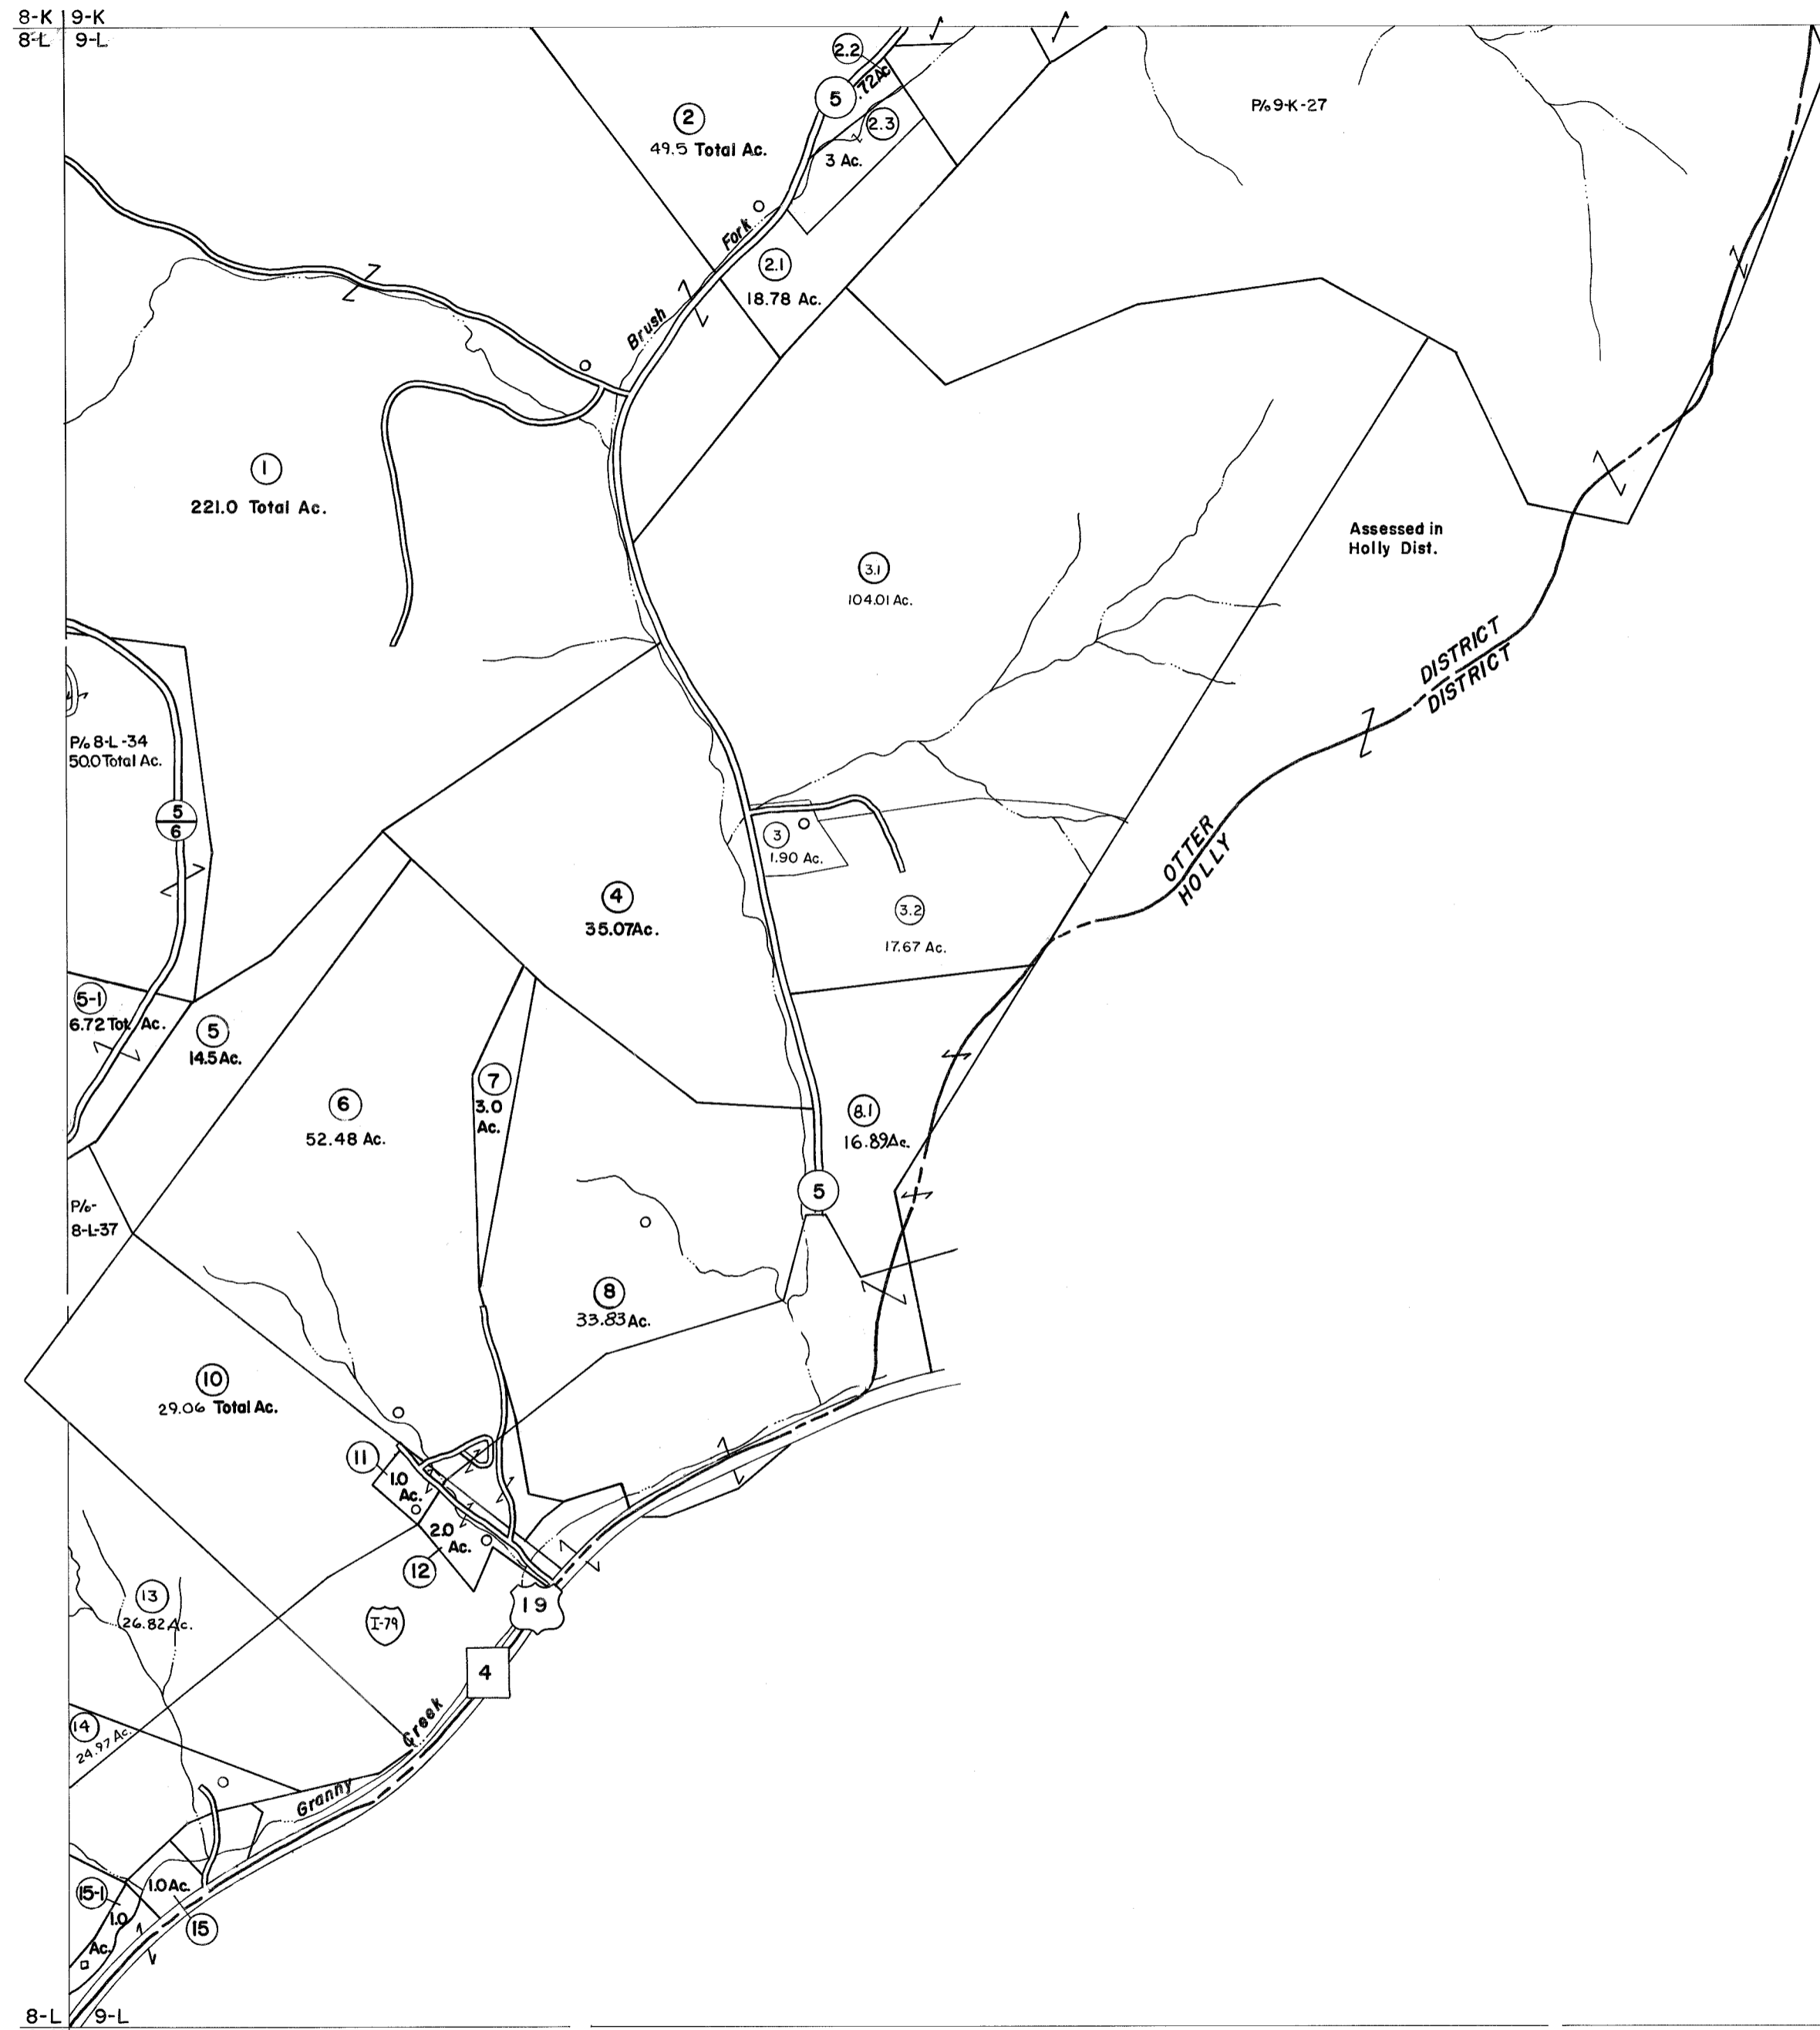 8-K 9-K
8-L 9-L
2.2
.72Ac
5
2
49.5 Total Ac.
2.3
3 Ac.
P/o 9-K-27
Brush Fork
2.1
18.78 Ac.
1
221.0 Total Ac.
Assessed in
Holly Dist.
3.1
104.01 Ac.
OTTER DISTRICT
HOLLY DISTRICT
P/o 8-L-34
50.0 Total Ac.
5
6
3
1.90 Ac.
4
35.07Ac.
3.2
17.67 Ac.
5-1
6.72 Tot. Ac.
5
14.5 Ac.
7
3.0
Ac.
6
52.48 Ac.
8.1
16.89Ac.
5
P/o-
8-L-37
8
33.83 Ac.
10
29.06 Total Ac.
11
1.0
Ac.
2.0
Ac.
12
13
26.82 Ac.
I-79
19
4
14
24.97 Ac.
Granny Creek
15-1
1.0
Ac.
1.0 Ac.
15
8-L 9-L